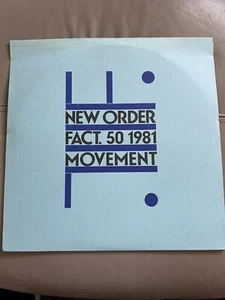 NEW ORDER
FACT. 50 1981
MOVEMENT